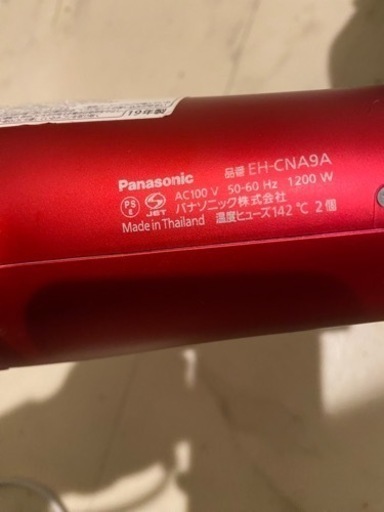 19年製
Panasonic 品番 EH-CNA9A
PS E JET AC100 V 50-60 Hz 1200 W
パナソニック株式会社
Made in Thailand 温度ヒューズ142 ℃ 2 個